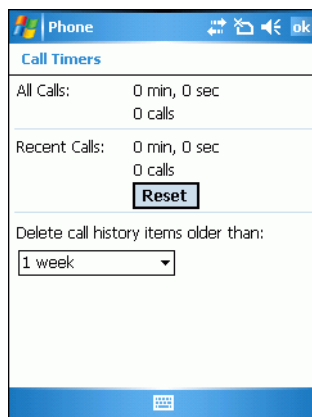 Phone ok
Call Timers
All Calls: 0 min, 0 sec
0 calls
Recent Calls: 0 min, 0 sec
0 calls
Reset
Delete call history items older than:
1 week